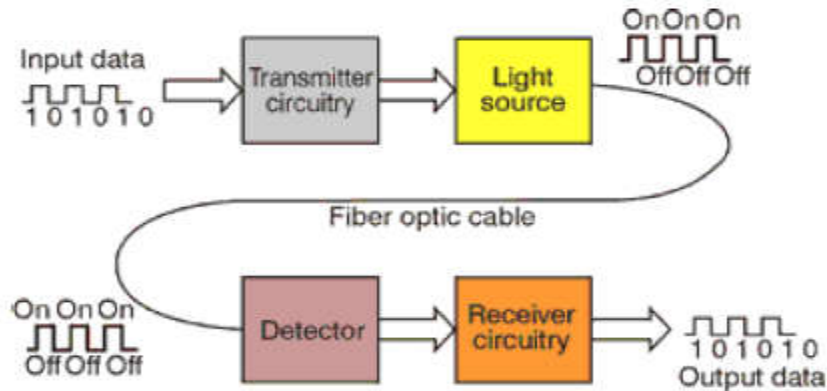 Input data
1 0 1 0 1 0
Transmitter
circuitry
Light
source
On On On
Off Off Off
Fiber optic cable
On On On
Off Off Off
Detector
Receiver
circuitry
1 0 1 0 1 0
Output data